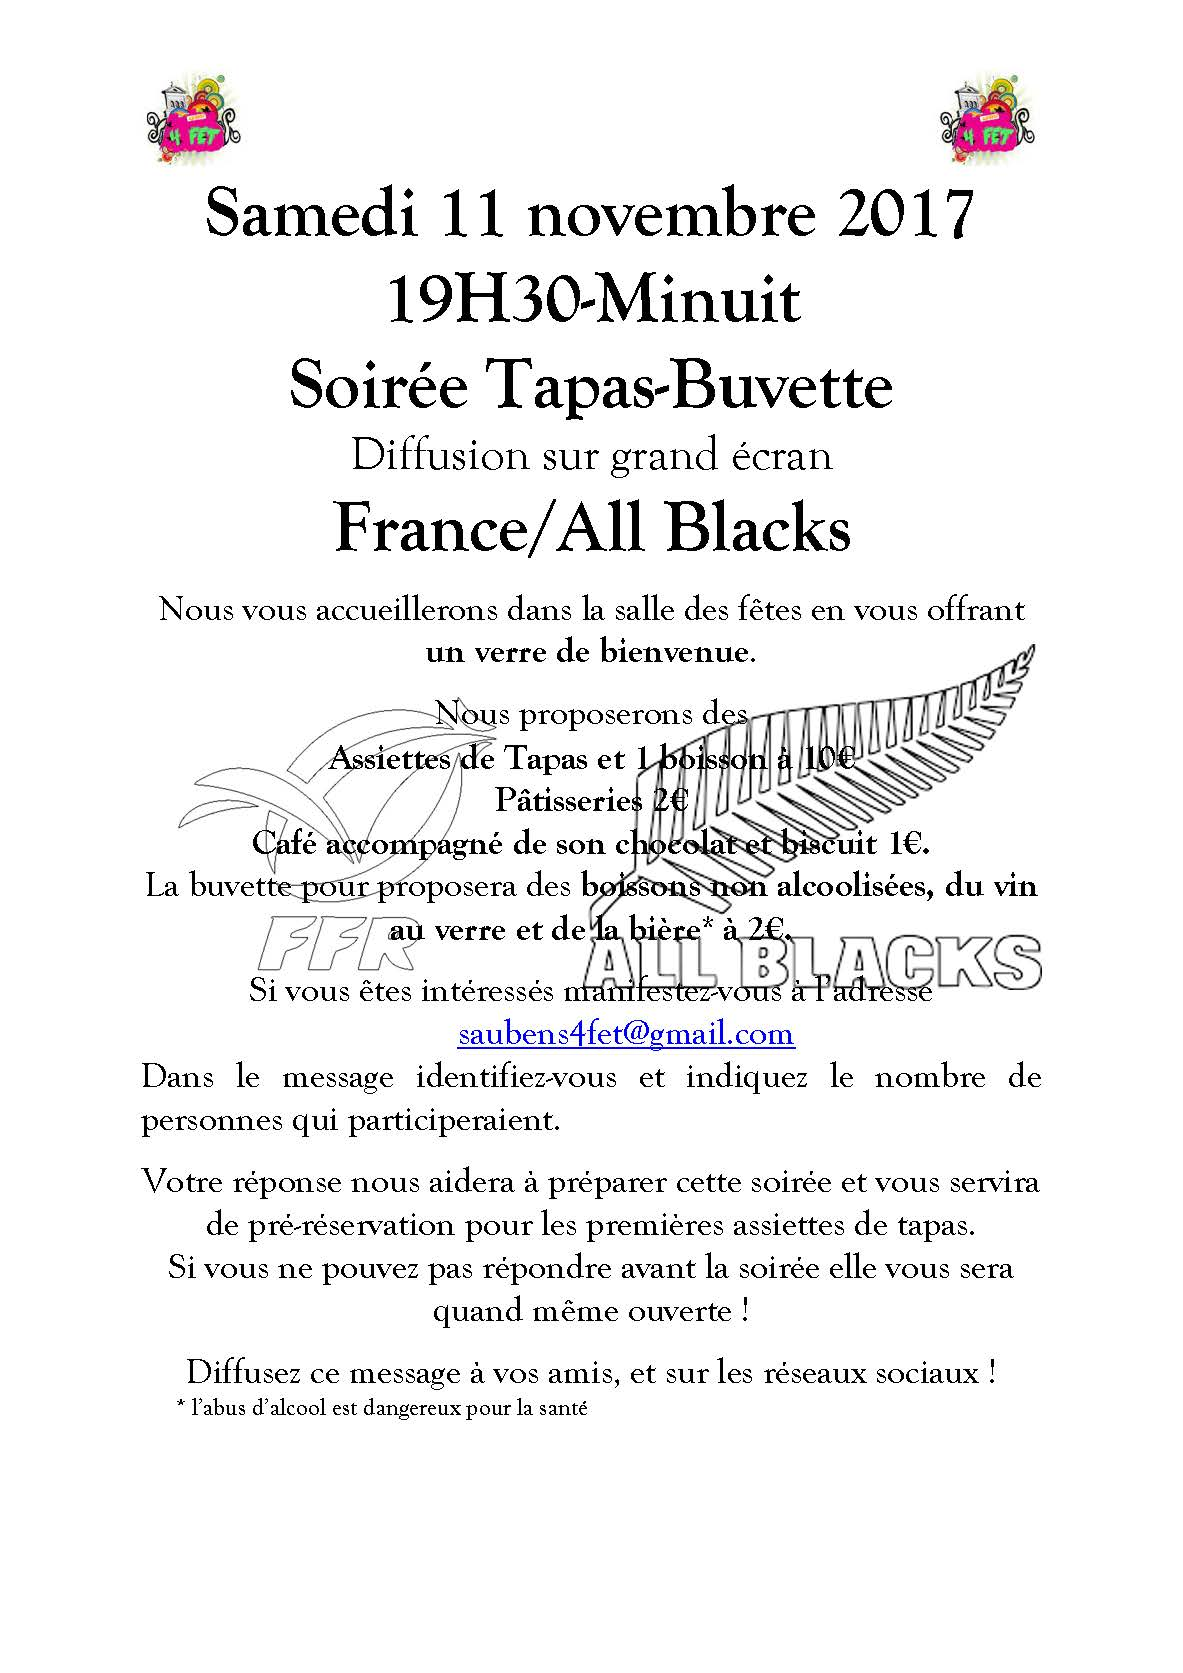 4 FET
4 FET
Samedi 11 novembre 2017
19H30-Minuit
Soirée Tapas-Buvette
Diffusion sur grand écran
France/All Blacks
Nous vous accueillerons dans la salle des fêtes en vous offrant
un verre de bienvenue.
Nous proposerons des
Assiettes de Tapas et 1 boisson à 10€
Pâtisseries 2€
Café accompagné de son chocolat et biscuit 1€.
La buvette pour proposera des boissons non alcoolisées, du vin
au verre et de la bière* à 2€.
FFR
ALL BLACKS
Si vous êtes intéressés manifestez-vous à l’adresse
saubens4fet@gmail.com
Dans le message identifiez-vous et indiquez le nombre de
personnes qui participeraient.
Votre réponse nous aidera à préparer cette soirée et vous servira
de pré-réservation pour les premières assiettes de tapas.
Si vous ne pouvez pas répondre avant la soirée elle vous sera
quand même ouverte !
Diffusez ce message à vos amis, et sur les réseaux sociaux !
* l’abus d’alcool est dangereux pour la santé